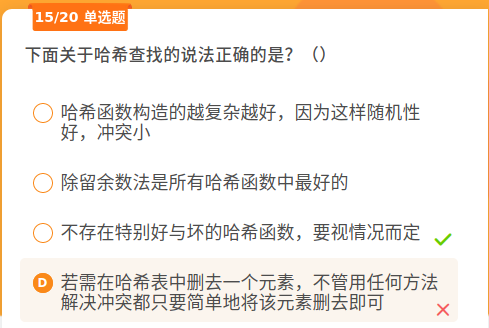 15/20 单选题
下面关于哈希查找的说法正确的是？（）
哈希函数构造的越复杂越好，因为这样随机性
好，冲突小
除留余数法是所有哈希函数中最好的
不存在特别好与坏的哈希函数，要视情况而定
D 若需在哈希表中删去一个元素，不管用任何方法
解决冲突都只要简单地将该元素删去即可